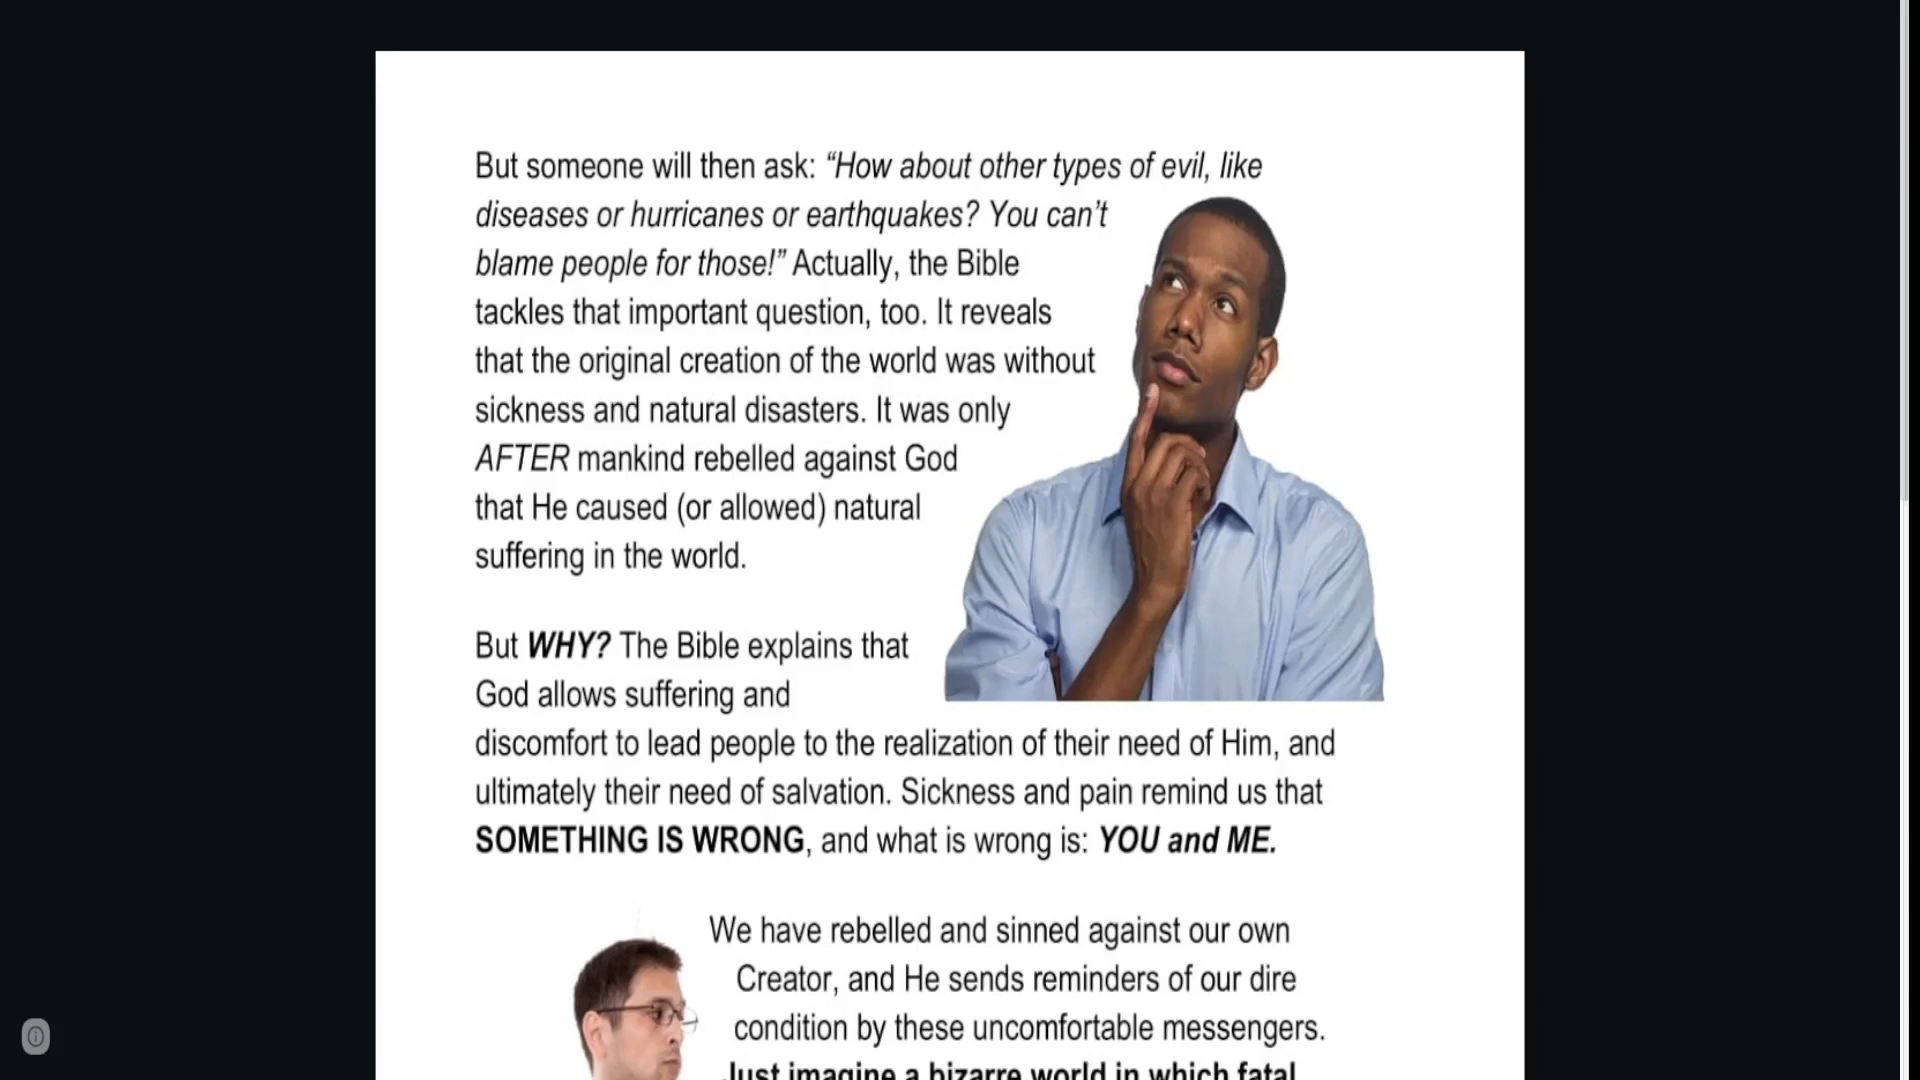 But someone will then ask: “How about other types of evil, like
diseases or hurricanes or earthquakes? You can’t
blame people for those!” Actually, the Bible
tackles that important question, too. It reveals
that the original creation of the world was without
sickness and natural disasters. It was only
AFTER mankind rebelled against God
that He caused (or allowed) natural
suffering in the world.
But WHY? The Bible explains that
God allows suffering and
discomfort to lead people to the realization of their need of Him, and
ultimately their need of salvation. Sickness and pain remind us that
SOMETHING IS WRONG, and what is wrong is: YOU and ME.
We have rebelled and sinned against our own
Creator, and He sends reminders of our dire
condition by these uncomfortable messengers.
Just imagine a bizarre world in which fatal